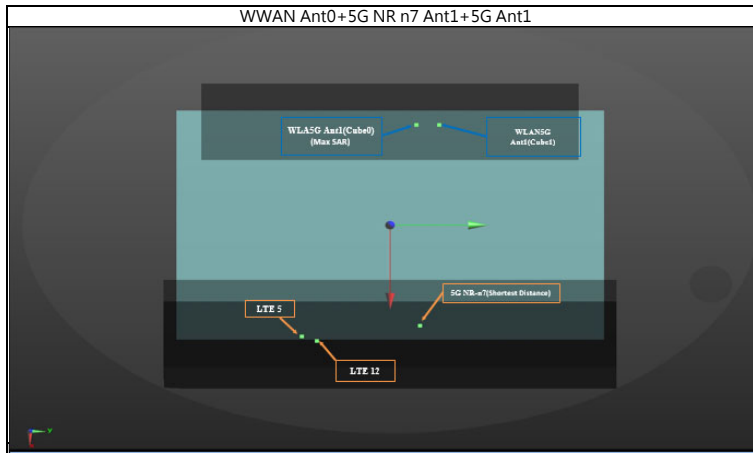 WWAN Ant0+5G NR n7 Ant1+5G Ant1
WLA5G Ant1(Cube0)
(Max SAR)
WLAN5G
Ant1(Cube1)
5G NR-n7(Shortest Distance)
LTE 5
LTE 12
Y